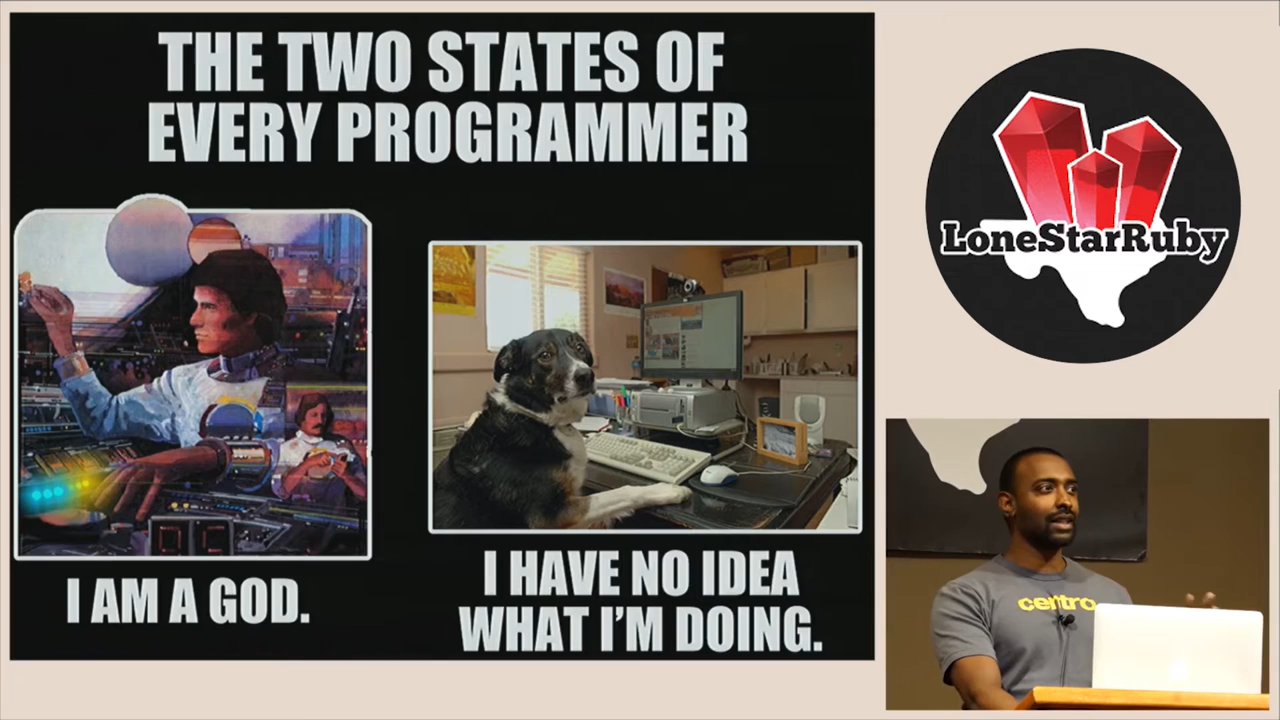 THE TWO STATES OF
EVERY PROGRAMMER
I AM A GOD.
I HAVE NO IDEA
WHAT I'M DOING.
LoneStarRuby
centro